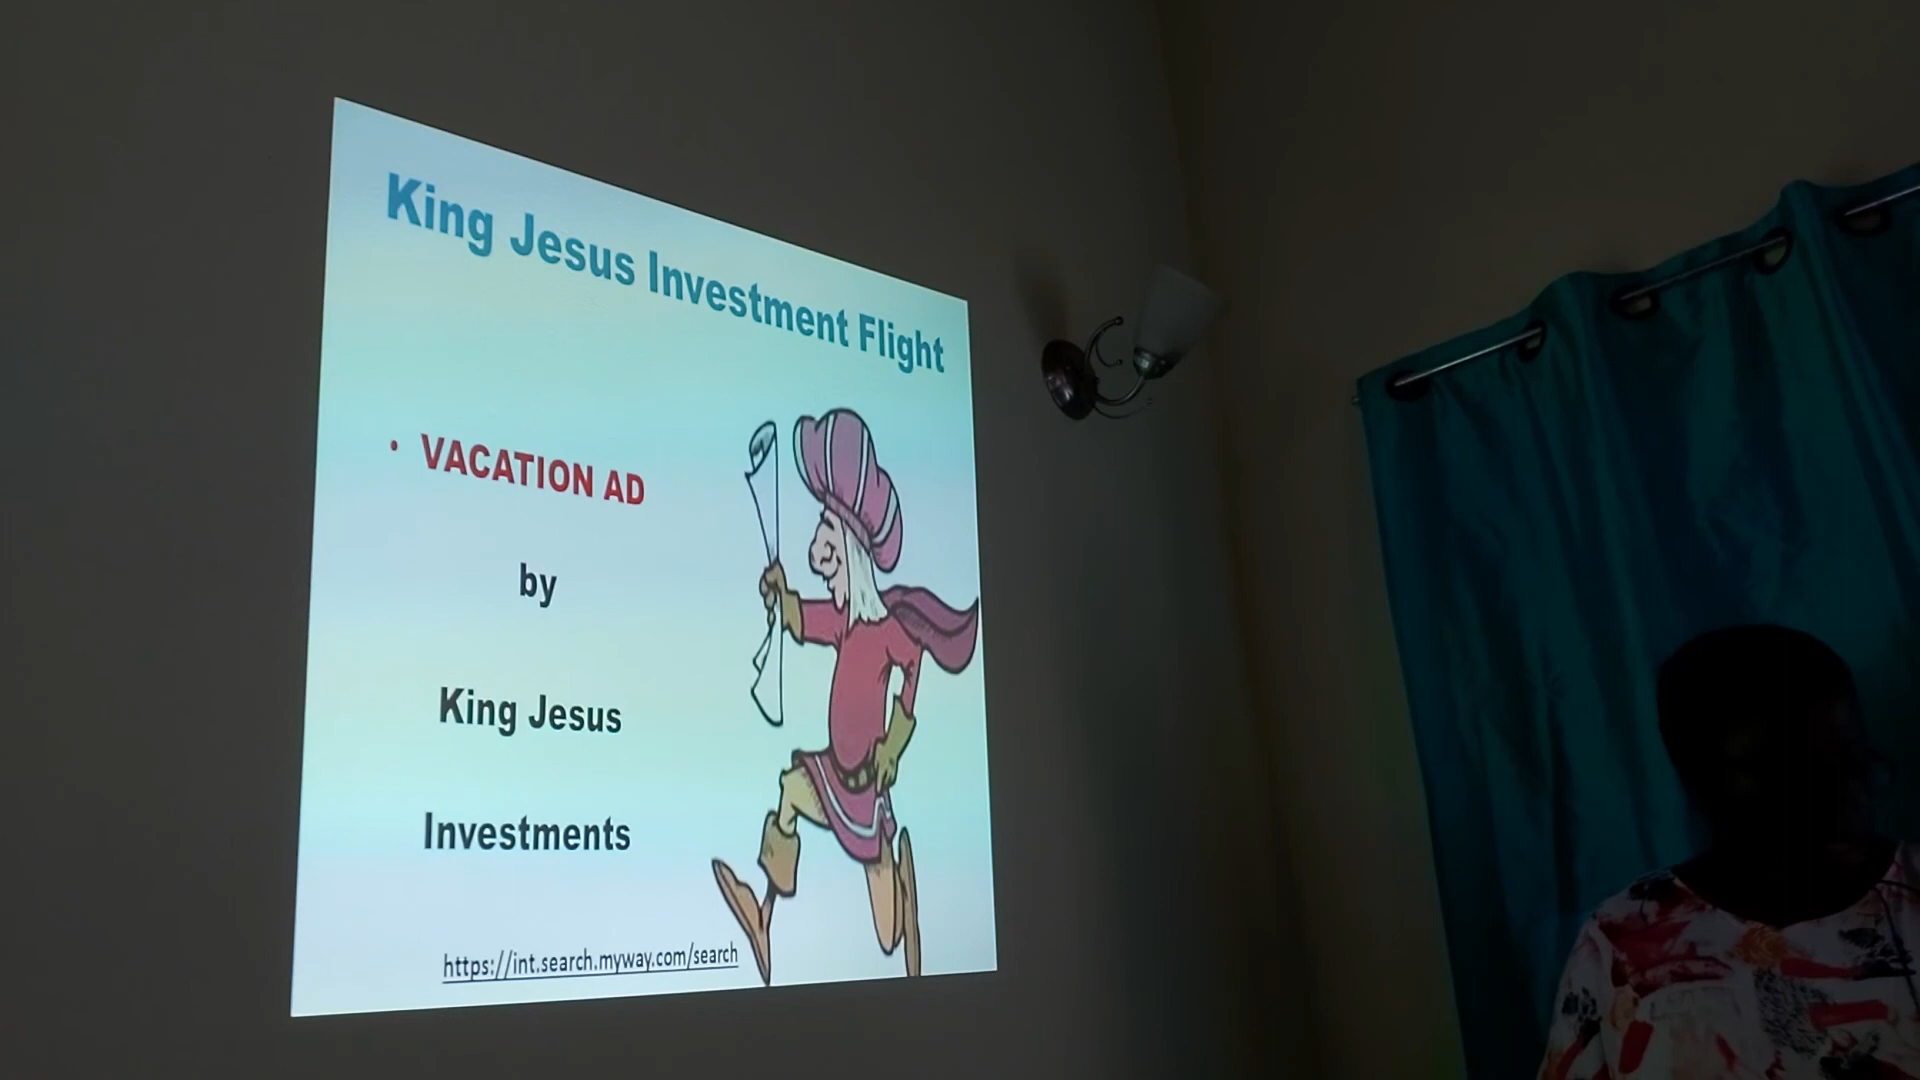 King Jesus Investment Flight
• VACATION AD
by
King Jesus
Investments
https://int.search.myway.com/search